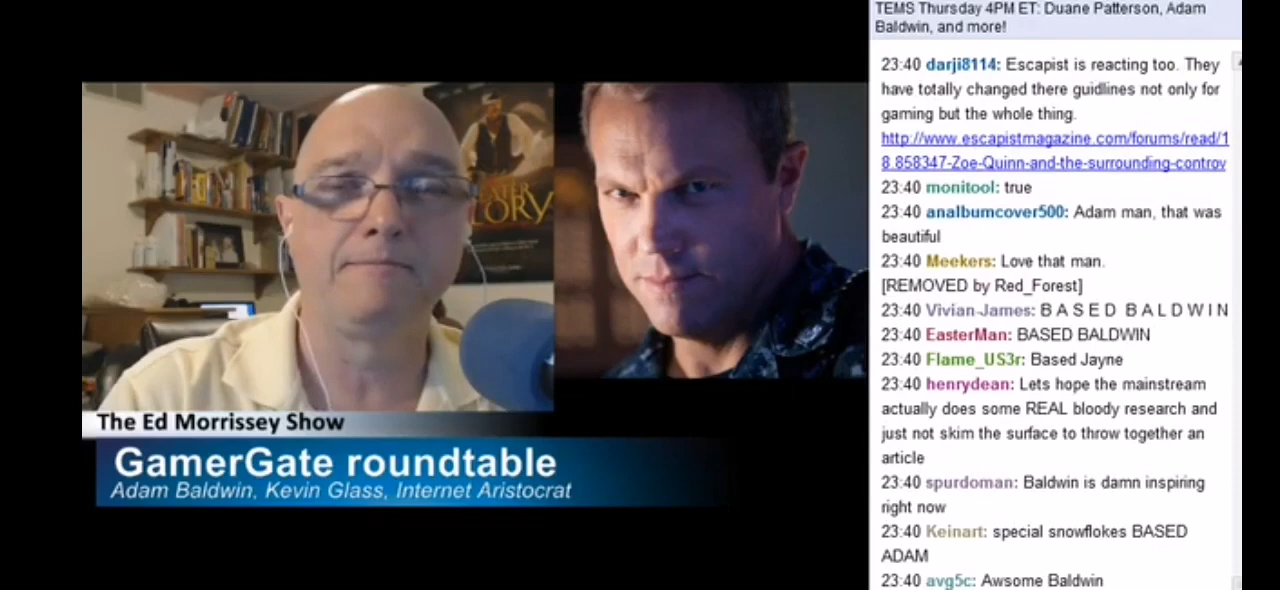 TEMS Thursday 4PM ET: Duane Patterson, Adam
Baldwin, and more!
23:40 darji8114: Escapist is reacting too. They
have totally changed there guidlines not only for
gaming but the whole thing.
http://www.escapistmagazine.com/forums/read/1
8.858347-Zoe-Quinn-and-the-surrounding-controv
23:40 monitool: true
23:40 analbumcover500: Adam man, that was
beautiful
23:40 Meekers: Love that man.
[REMOVED by Red_Forest]
23:40 Vivian-James: B A S E D  B A L D W I N
23:40 EasterMan: BASED BALDWIN
23:40 Flame_US3r: Based Jayne
23:40 henrydean: Lets hope the mainstream
actually does some REAL bloody research and
just not skim the surface to throw together an
article
23:40 spurdoman: Baldwin is damn inspiring
right now
23:40 Keinart: special snowflokes BASED
ADAM
23:40 avg5c: Awsome Baldwin
LORY
The Ed Morrissey Show
GamerGate roundtable
Adam Baldwin, Kevin Glass, Internet Aristocrat